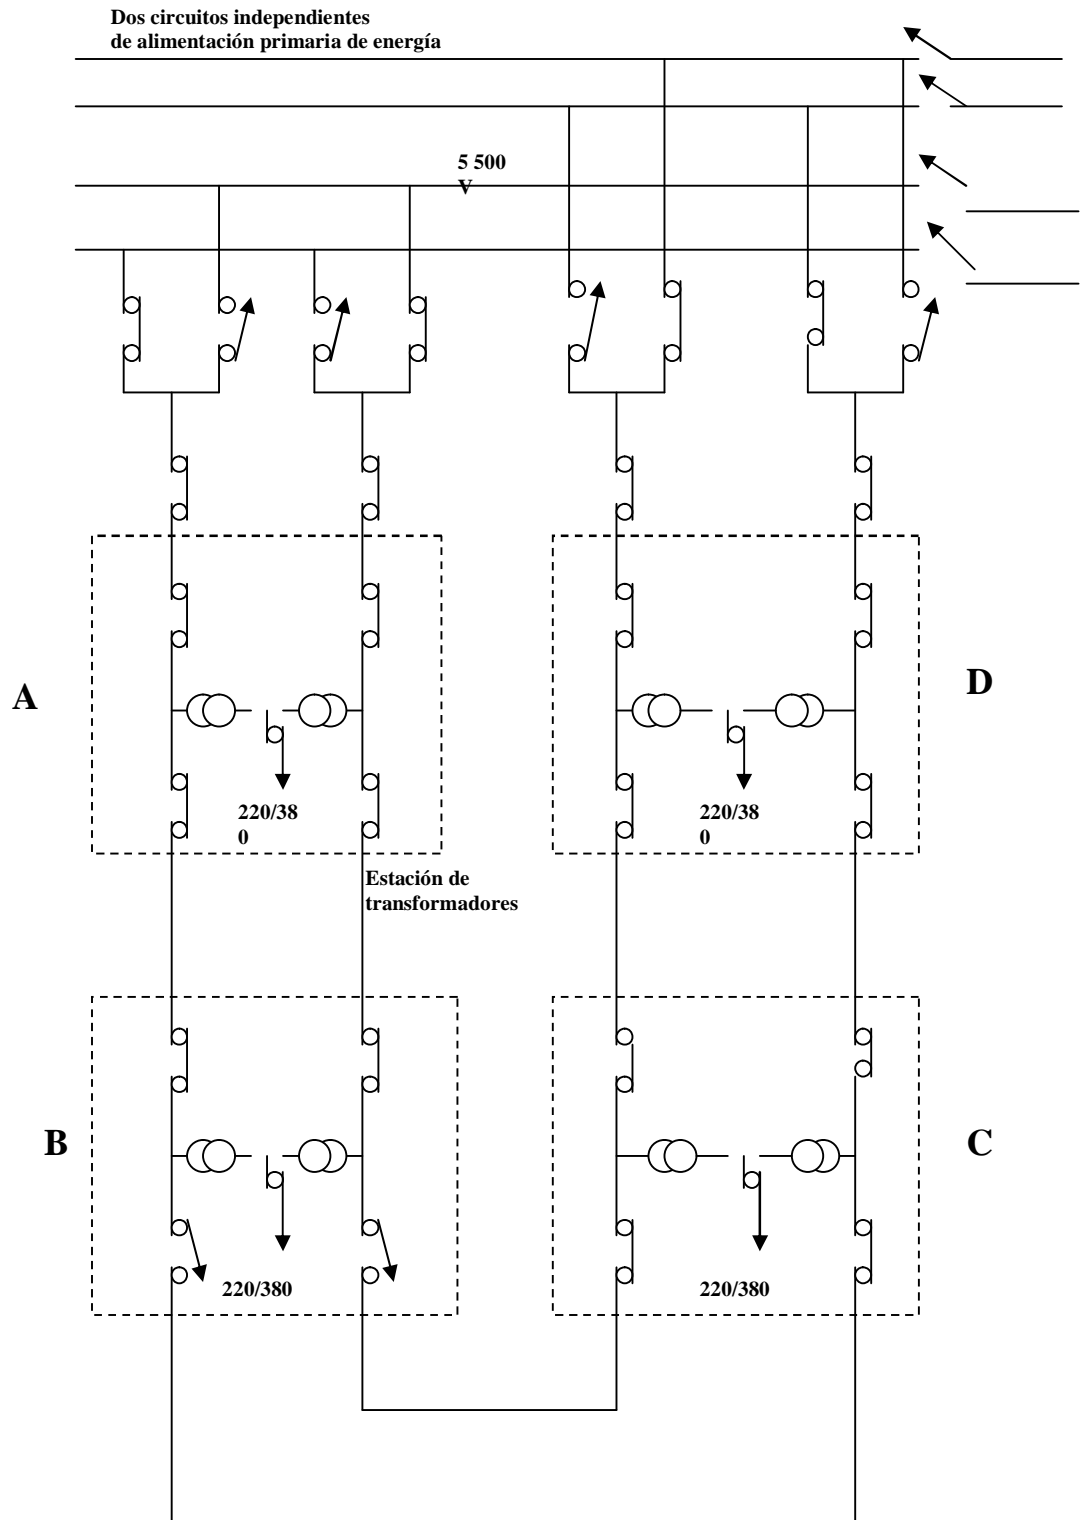 Dos circuitos independientes
de alimentación primaria de energía
5 500
V
A
D
220/38
0
220/38
0
Estación de
transformadores
B
C
220/380
220/380